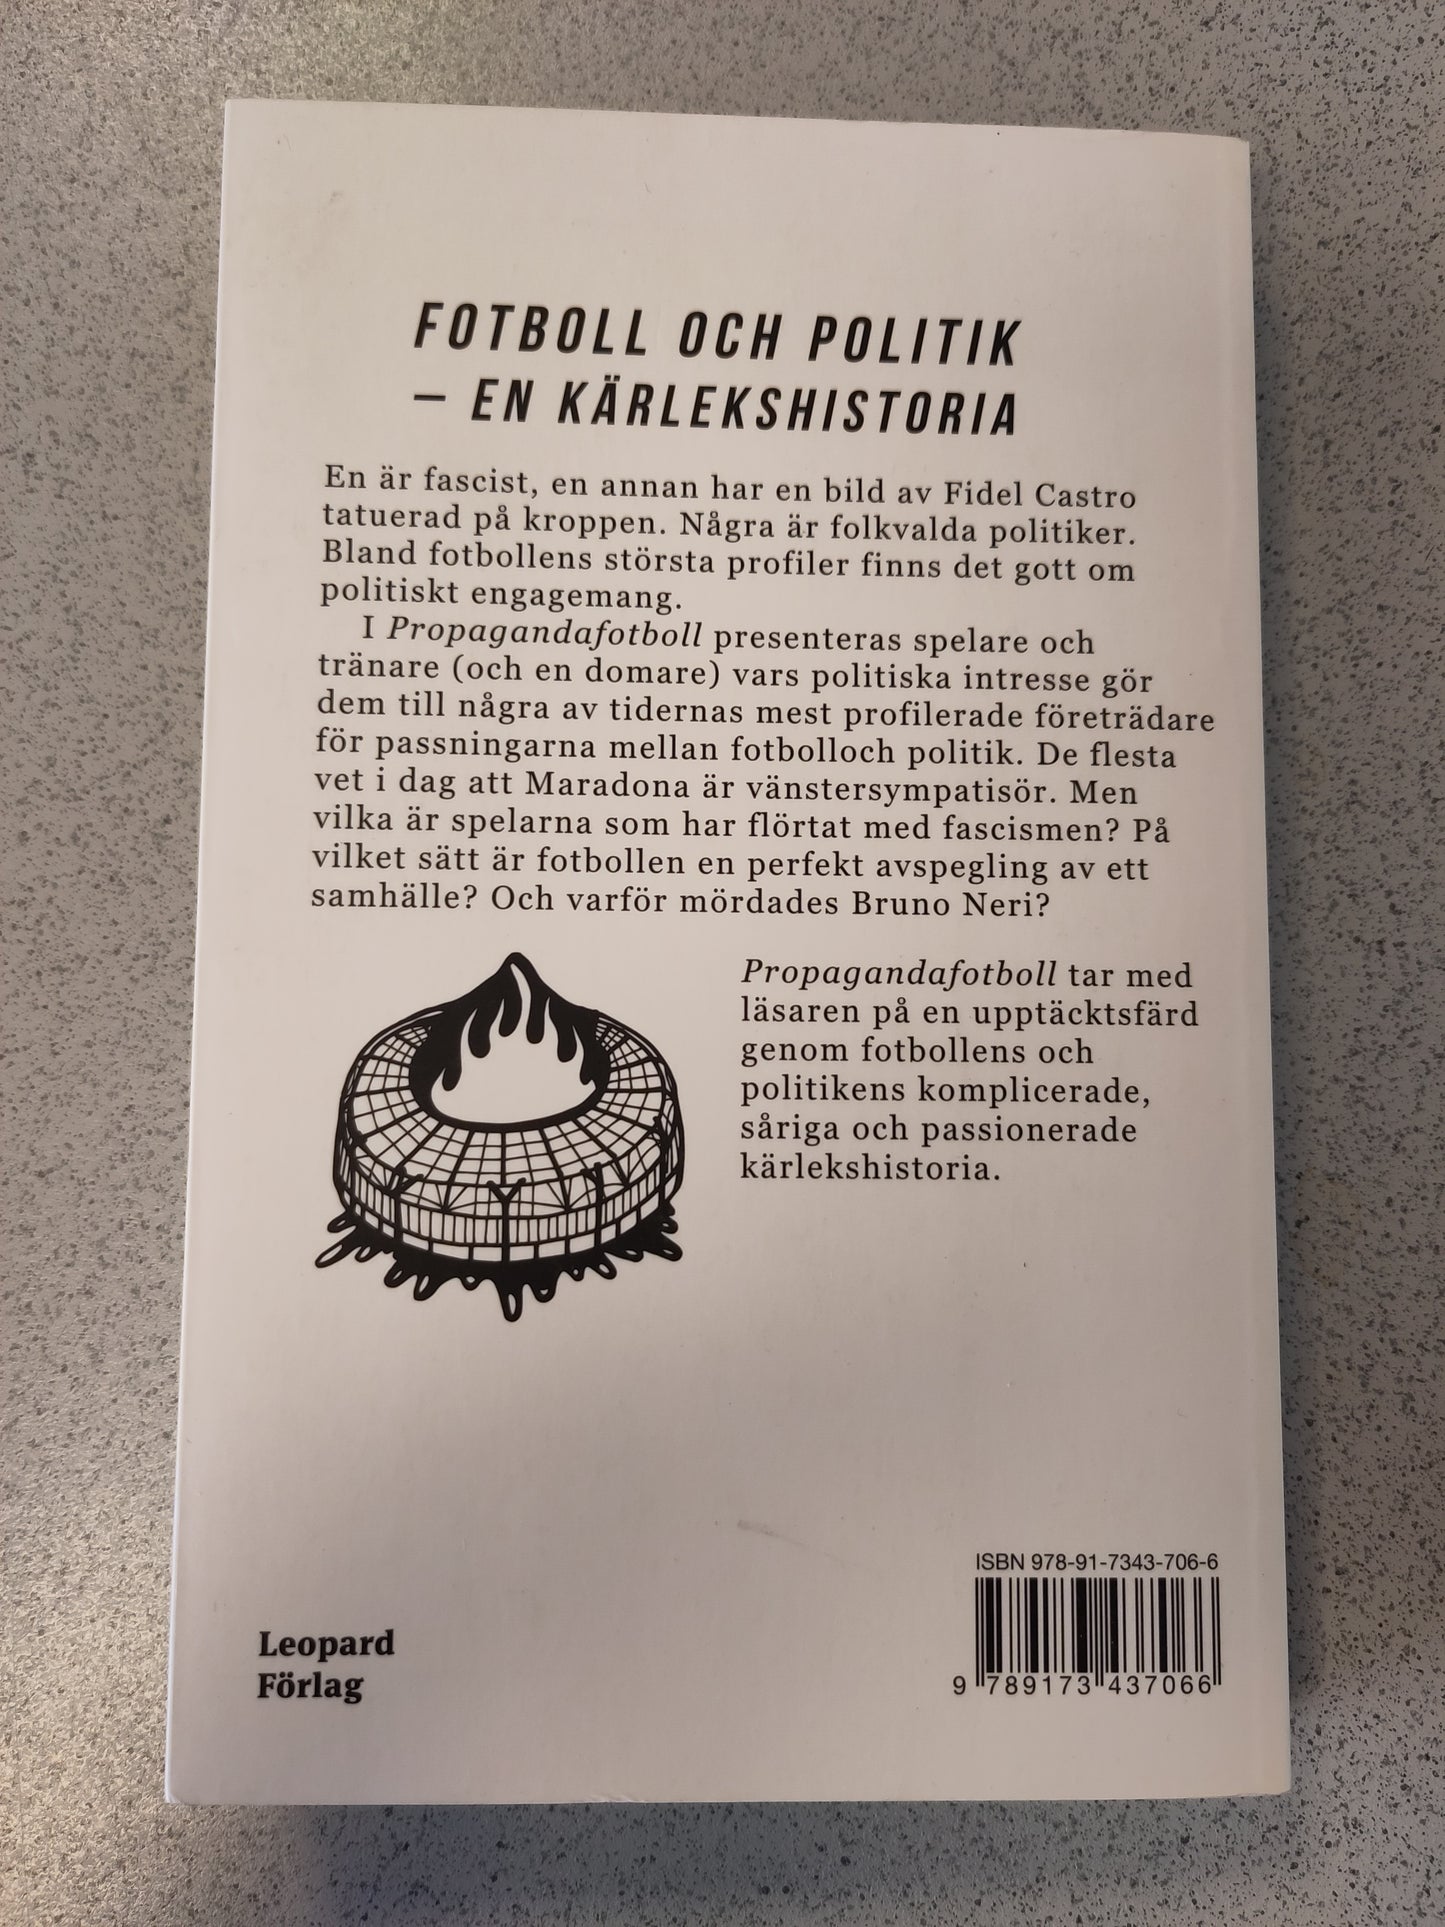 FOTBOLL OCH POLITIK
– EN KÄRLEKSHISTORIA
En är fascist, en annan har en bild av Fidel Castro
tatuerad på kroppen. Några är folkvalda politiker.
Bland fotbollens största profiler finns det gott om
politiskt engagemang.
I Propagandafotboll presenteras spelare och
tränare (och en domare) vars politiska intresse gör
dem till några av tidernas mest profilerade företrädare
för passningarna mellan fotbolloch politik. De flesta
vet i dag att Maradona är vänstersympatisör. Men
vilka är spelarna som har flörtat med fascismen? På
vilket sätt är fotbollen en perfekt avspegling av ett
samhälle? Och varför mördades Bruno Neri?
Propagandafotboll tar med
läsaren på en upptäcktsfärd
genom fotbollens och
politikens komplicerade,
såriga och passionerade
kärlekshistoria.
Leopard
Förlag
ISBN 978-91-7343-706-6
9 789173 437066